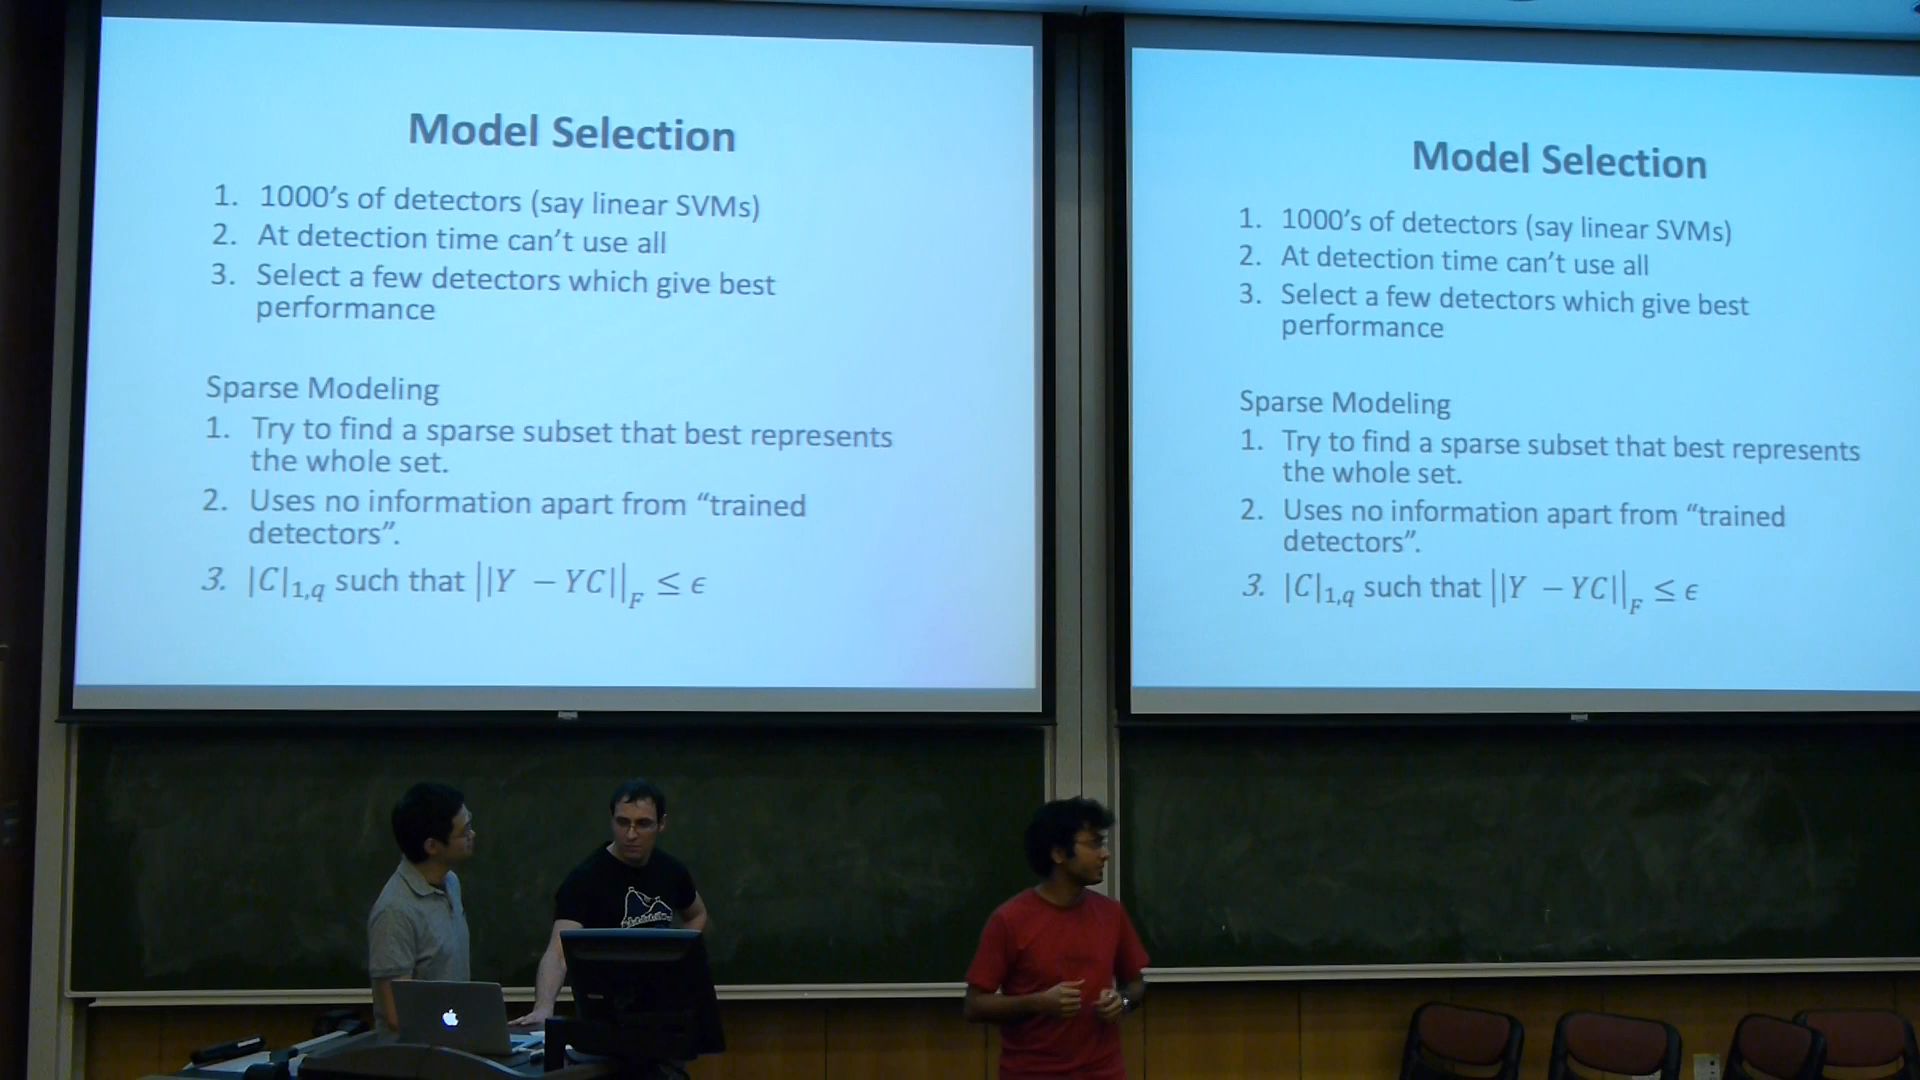 Model Selection
1. 1000's of detectors (say linear SVMs)
2. At detection time can't use all
3. Select a few detectors which give best
performance
Sparse Modeling
1. Try to find a sparse subset that best represents
the whole set.
2. Uses no information apart from “trained
detectors”.
3. |C|₁,q such that ||Y − YC||_F ≤ ϵ
Model Selection
1. 1000's of detectors (say linear SVMs)
2. At detection time can't use all
3. Select a few detectors which give best
performance
Sparse Modeling
1. Try to find a sparse subset that best represents
the whole set.
2. Uses no information apart from “trained
detectors”.
3. |C|₁,q such that ||Y − YC||_F ≤ ϵ